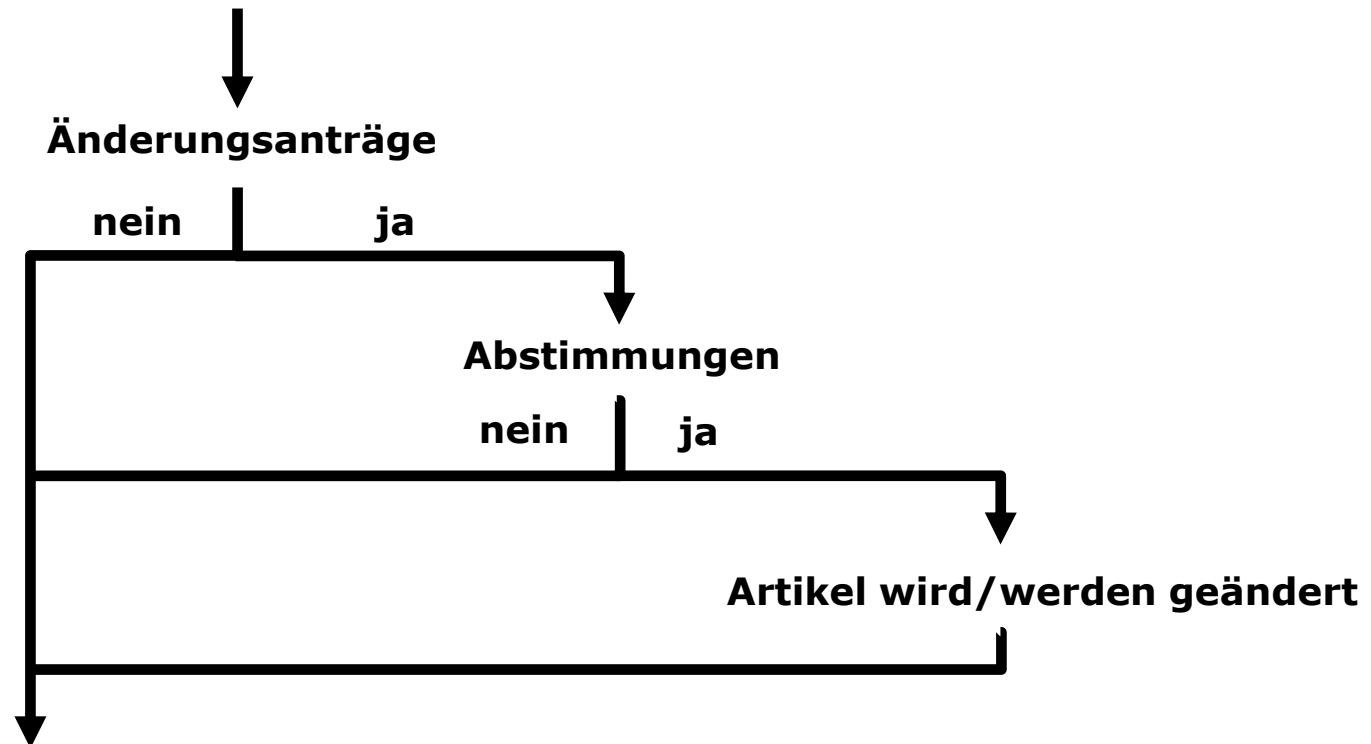 Änderungsanträge
nein ja
Abstimmungen
nein ja
Artikel wird/werden geändert